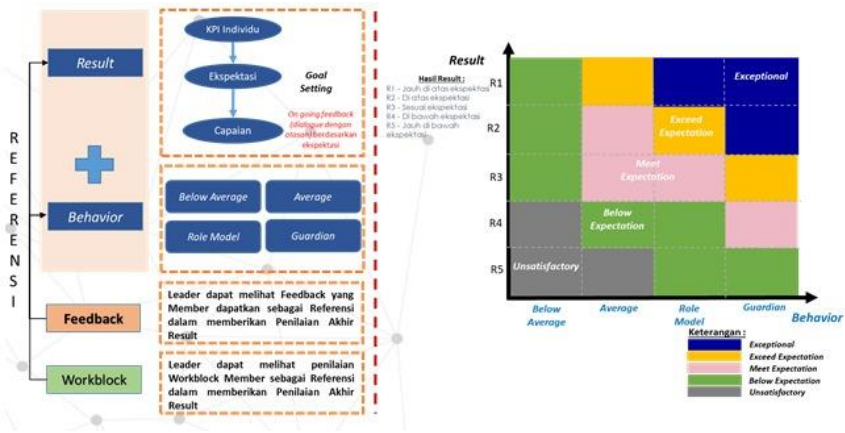 REFERENSI
Result
Behavior
Feedback
Workblock
KPI Individu
Ekspektasi
Capaian
Goal
Setting
On going feedback
(dialogue dengan
atasan) berdasarkan
ekspektasi
Below Average
Average
Role Model
Guardian
Leader dapat melihat Feedback yang
Member dapatkan sebagai Referensi
dalam memberikan Penilaian Akhir
Result
Leader dapat melihat penilaian
Workblock Member sebagai Referensi
dalam memberikan Penilaian Akhir
Result
Result
Hasil Result :
R1 - Jauh di atas ekspektasi
R2 - Di atas ekspektasi
R3 - Sesuai ekspektasi
R4 - Di bawah ekspektasi
R5 - Jauh di bawah
ekspektasi
R1
R2
R3
R4
R5
Exceptional
Exceed
Expectation
Meet
Expectation
Below
Expectation
Unsatisfactory
Below
Average
Average
Role
Model
Guardian
Behavior
Keterangan :
Exceptional
Exceed Expectation
Meet Expectation
Below Expectation
Unsatisfactory